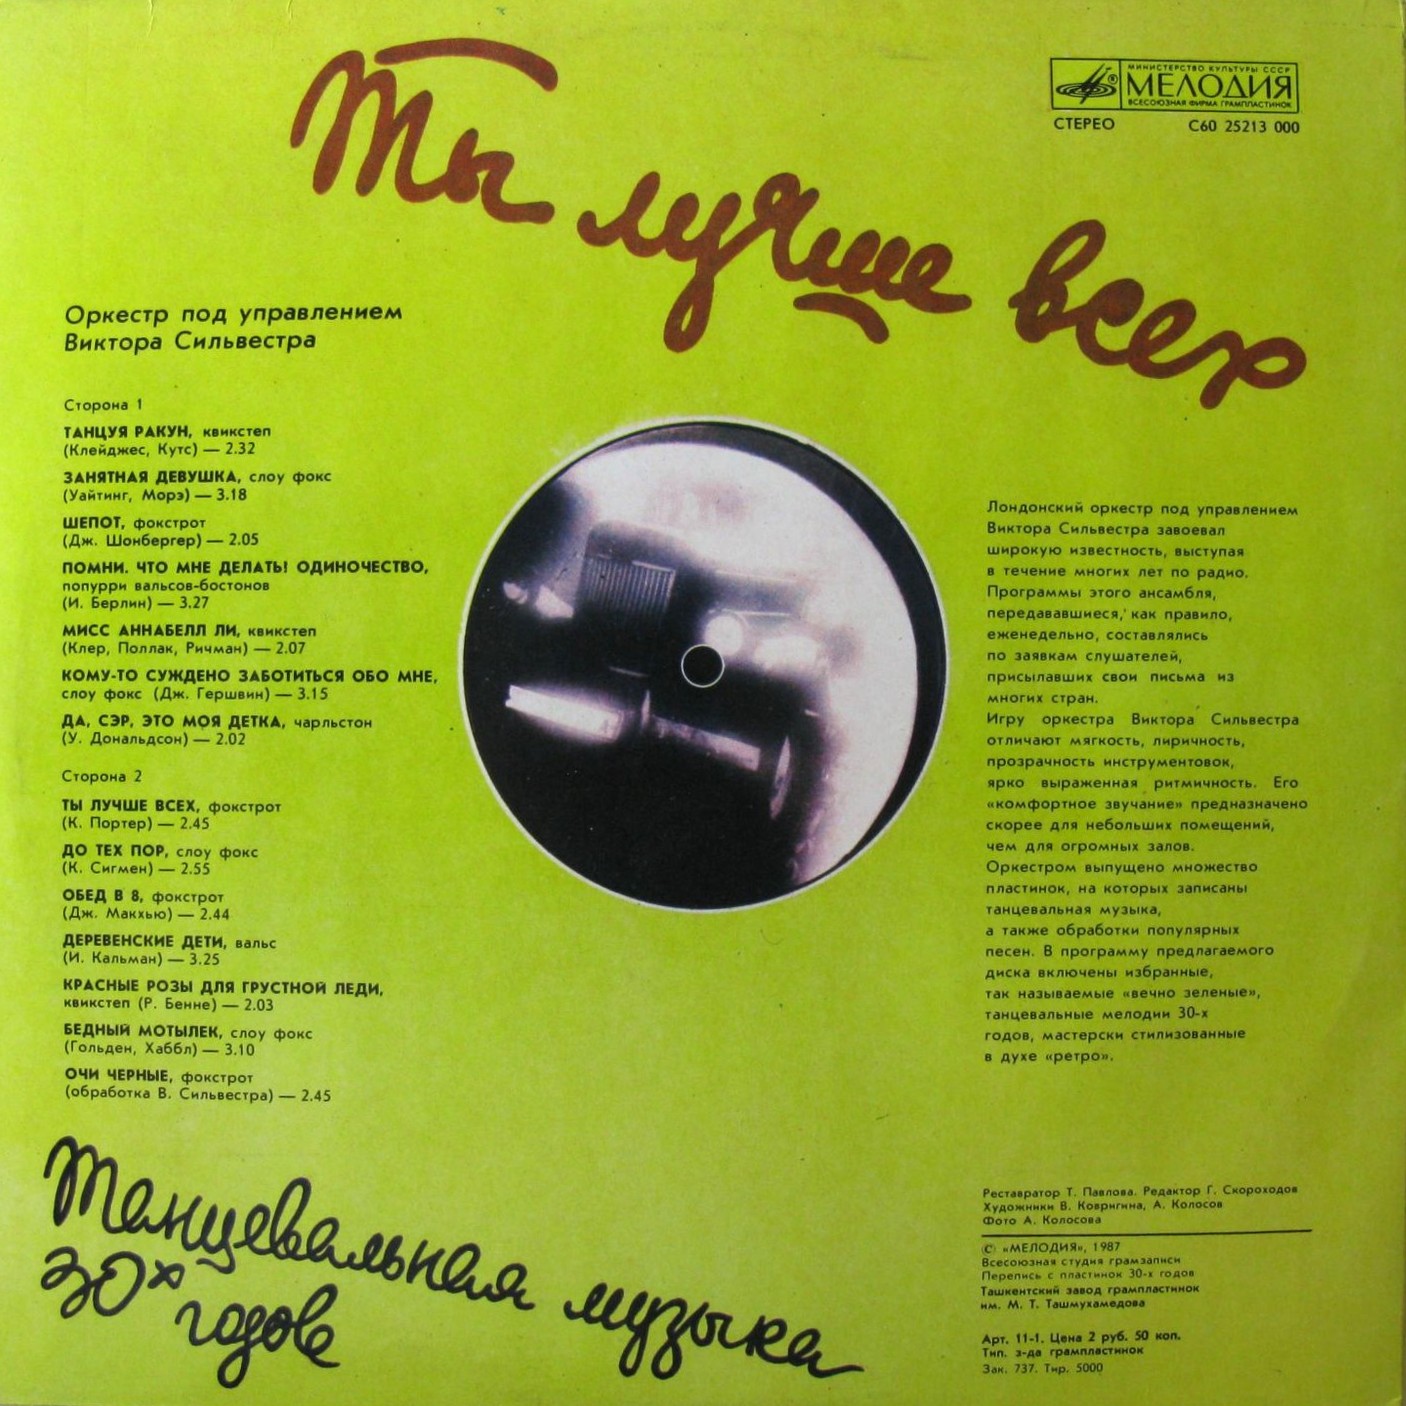 Ты лучше всех
МИНИСТЕРСТВО КУЛЬТУРЫ СССР
МЕЛОДИЯ
ВСЕСОЮЗНАЯ ФИРМА ГРАМПЛАСТИНОК
СТЕРЕО С60 25213 000
Оркестр под управлением
Виктора Сильвестра
Сторона 1
ТАНЦУЯ РАКУН, квикстеп
(Клейджес, Кутс) — 2.32
ЗАНЯТНАЯ ДЕВУШКА, слоу фокс
(Уайтинг, Морэ) — 3.18
ШЕПОТ, фокстрот
(Дж. Шонбергер) — 2.05
ПОМНИ. ЧТО МНЕ ДЕЛАТЬ! ОДИНОЧЕСТВО,
попурри вальсов-бостонов
(И. Берлин) — 3.27
МИСС АННАБЕЛЛ ЛИ, квикстеп
(Клер, Поллак, Ричман) — 2.07
КОМУ-ТО СУЖДЕНО ЗАБОТИТЬСЯ ОБО МНЕ,
слоу фокс (Дж. Гершвин) — 3.15
ДА, СЭР, ЭТО МОЯ ДЕТКА, чарльстон
(У. Дональдсон) — 2.02
Сторона 2
ТЫ ЛУЧШЕ ВСЕХ, фокстрот
(К. Портер) — 2.45
ДО ТЕХ ПОР, слоу фокс
(К. Сигмен) — 2.55
ОБЕД В 8, фокстрот
(Дж. Макхью) — 2.44
ДЕРЕВЕНСКИЕ ДЕТИ, вальс
(И. Кальман) — 3.25
КРАСНЫЕ РОЗЫ ДЛЯ ГРУСТНОЙ ЛЕДИ,
квикстеп (Р. Бенне) — 2.03
БЕДНЫЙ МОТЫЛЕК, слоу фокс
(Гольден, Хаббл) — 3.10
ОЧИ ЧЕРНЫЕ, фокстрот
(обработка В. Сильвестра) — 2.45
Лондонский оркестр под управлением
Виктора Сильвестра завоевал
широкую известность, выступая
в течение многих лет по радио.
Программы этого ансамбля,
передававшиеся, как правило,
еженедельно, составлялись
по заявкам слушателей,
присылавших свои письма из
многих стран.
Игру оркестра Виктора Сильвестра
отличают мягкость, лиричность,
прозрачность инструментовок,
ярко выраженная ритмичность. Его
«комфортное звучание» предназначено
скорее для небольших помещений,
чем для огромных залов.
Оркестром выпущено множество
пластинок, на которых записаны
танцевальная музыка,
а также обработки популярных
песен. В программу предлагаемого
диска включены избранные,
так называемые «вечно зеленые»,
танцевальные мелодии 30-х
годов, мастерски стилизованные
в духе «ретро».
Танцевальная музыка
30х годов
Реставратор Т. Павлова. Редактор Г. Скороходов
Художники В. Ковригина, А. Колосов
Фото А. Колосова
© «МЕЛОДИЯ», 1987
Всесоюзная студия грамзаписи
Перепись с пластинок 30-х годов
Ташкентский завод грампластинок
им. М. Т. Ташмухамедова
Арт. 11-1. Цена 2 руб. 50 коп.
Тип. з-да грампластинок
Зак. 737. Тир. 5000